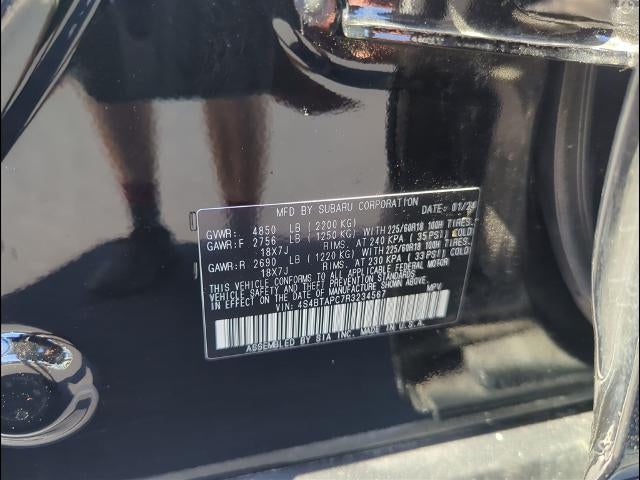 MFD BY SUBARU CORPORATION DATE: 01/24
GVWR: 4850 LB (2200 KG)
GAWR:F 2756 LB (1250 KG) WITH 225/60R18 100H TIRES.
18X7J RIMS. AT 240 KPA (35 PSI) COLD
GAWR:R 2690 LB (1220 KG) WITH 225/60R18 100H TIRES.
18X7J RIMS. AT 230 KPA (33 PSI) COLD
THIS VEHICLE CONFORMS TO ALL APPLICABLE FEDERAL MOTOR
VEHICLE SAFETY AND THEFT PREVENTION STANDARDS
IN EFFECT ON THE DATE OF MANUFACTURE SHOWN ABOVE.
VIN: 4S4BTAPC7R3234567 MPV
ASSEMBLED BY SIA INC. MADE IN U.S.A.